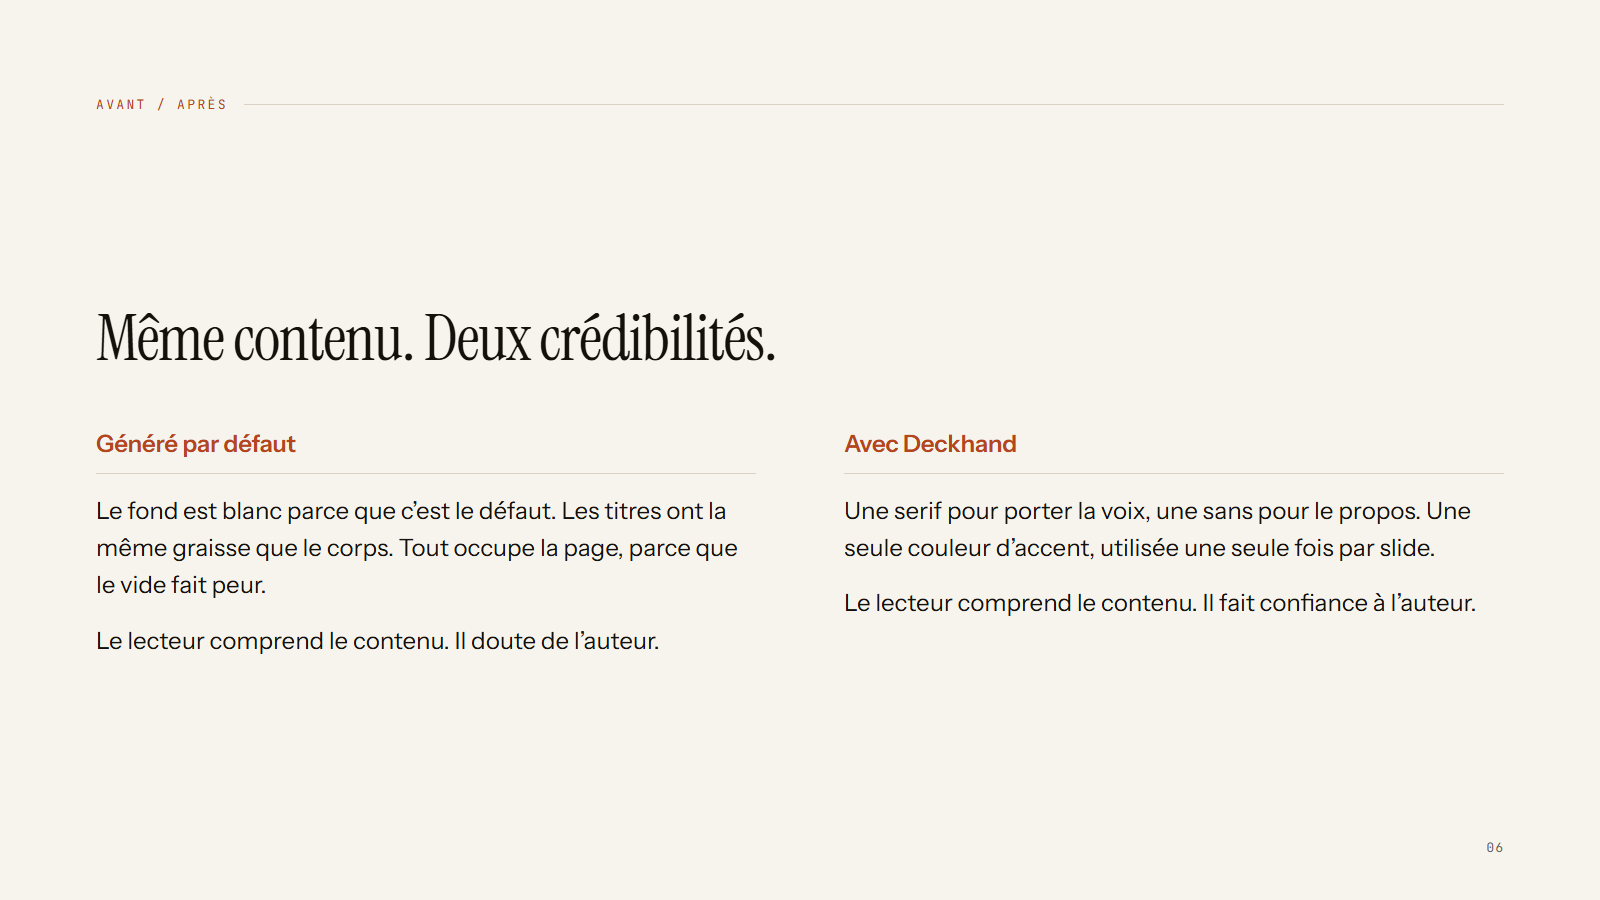 AVANT / APRÈS
Même contenu. Deux crédibilités.
Généré par défaut
Le fond est blanc parce que c’est le défaut. Les titres ont la
même graisse que le corps. Tout occupe la page, parce que
le vide fait peur.
Le lecteur comprend le contenu. Il doute de l’auteur.
Avec Deckhand
Une serif pour porter la voix, une sans pour le propos. Une
seule couleur d’accent, utilisée une seule fois par slide.
Le lecteur comprend le contenu. Il fait confiance à l’auteur.
06